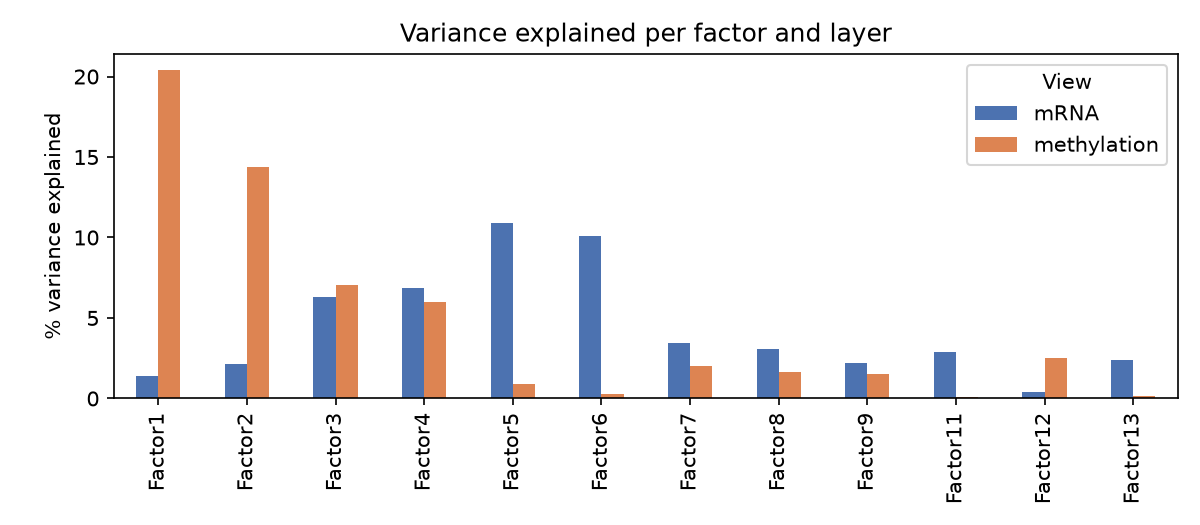 Variance explained per factor and layer
% variance explained
20
15
10
5
0
View
mRNA
methylation
Factor1
Factor2
Factor3
Factor4
Factor5
Factor6
Factor7
Factor8
Factor9
Factor11
Factor12
Factor13